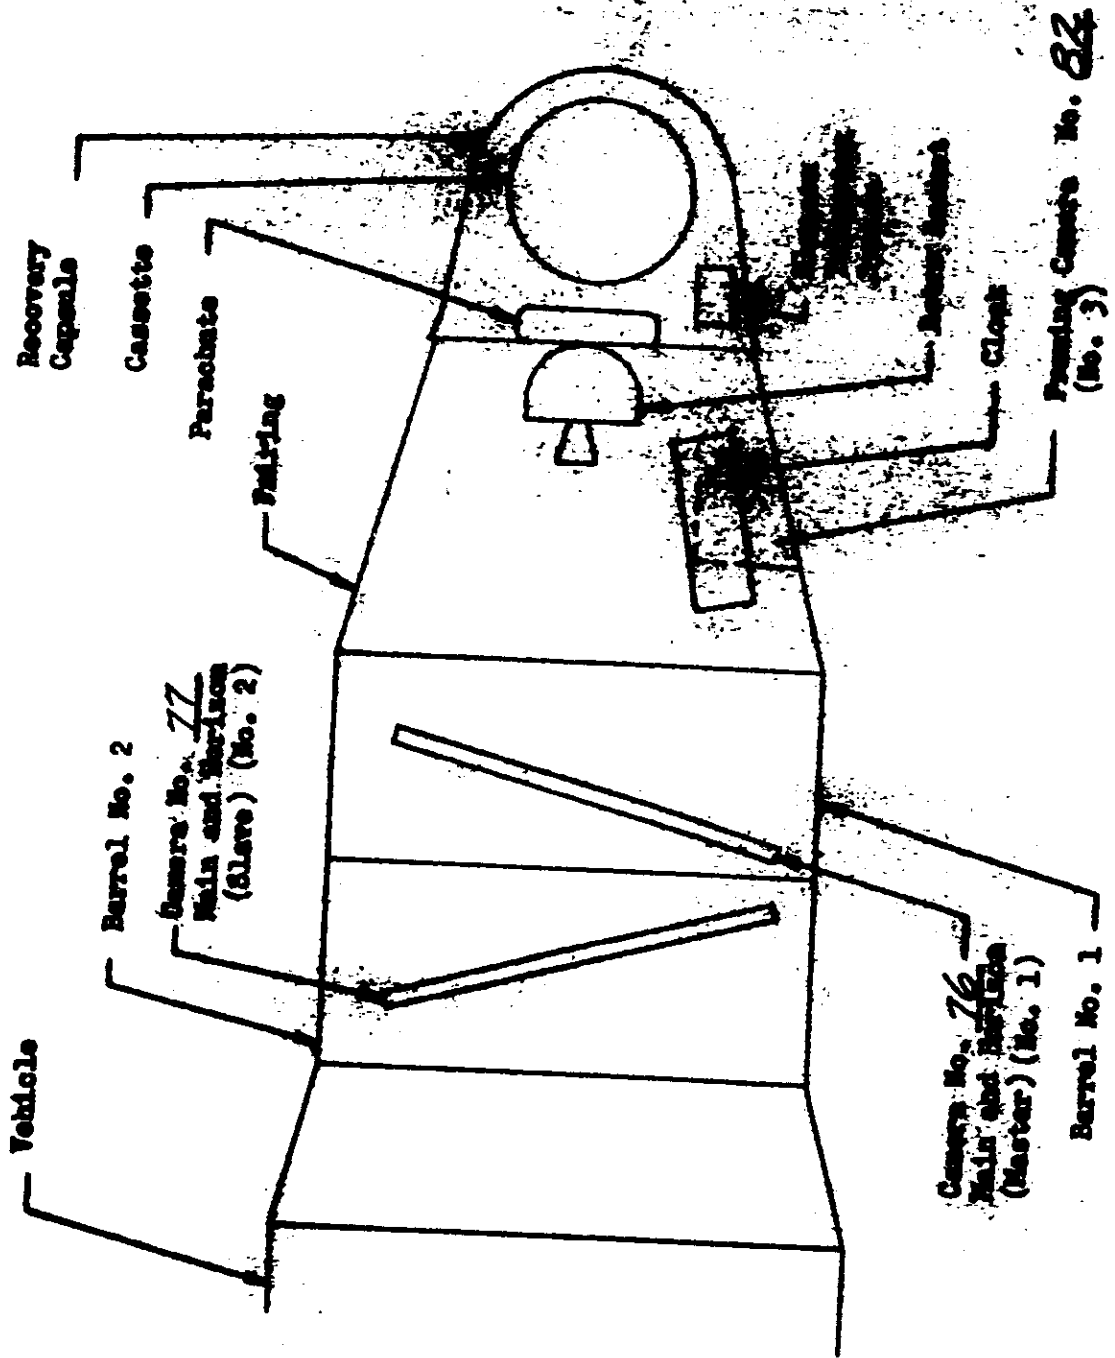 Vehicle
Barrel No. 2
Camera No. 77
Main and Horizon
(Slave) (No. 2)
Fairing
Parachute
Cassette
Recovery
Capsule
Camera No. 76
Main and Horizon
(Master) (No. 1)
Barrel No. 1
Framing Camera No. 82
(No. 3)
Clock